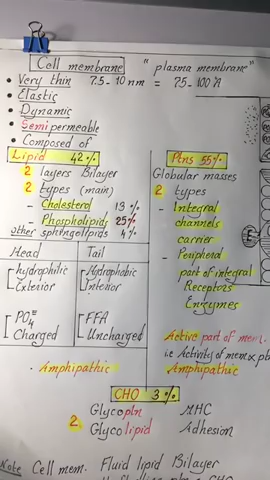 Cell membrane " plasma membrane "
• Very thin 7.5 - 10 nm = 75 - 100 A
• Elastic
• Dynamic
• Semipermeable
• Composed of
Lipid 42%
2 layers Bilayer
2 types (main)
- Cholesterol 13 %
- Phospholipids 25%
other sphingolipids 4%
Head Tail
hydrophilic Hydrophobic
Exterior Interior
PO4≡ FFA
Charged Uncharged
. Amphipathic
Ptns 55%
Globular masses
2 types
- Integral
channels
carrier
- Peripheral
part of integral
Receptors
Enzymes
Active part of mem.
i.e Activity of mem
Amphipathic
CHO 3%
2 Glycoptn MHC
Glycolipid Adhesion
Note Cell mem. Fluid lipid Bilayer